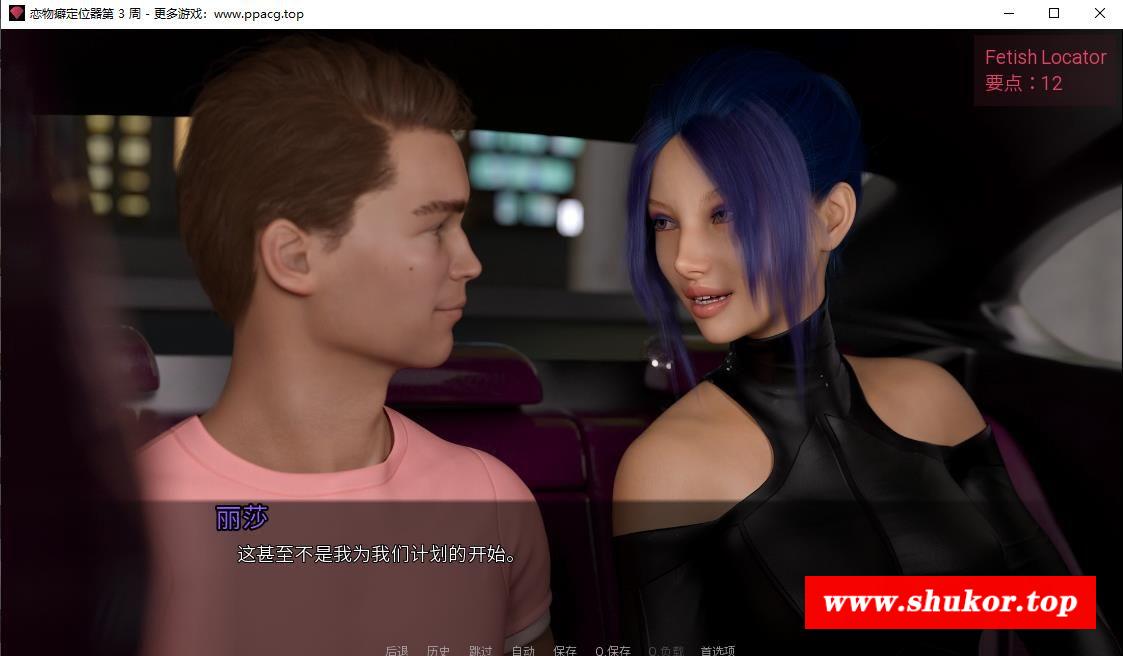 恋物癖定位器第 3 周 - 更多游戏：www.ppacg.top
Fetish Locator
要点：12
丽莎
这甚至不是我为我们计划的开始。
www.shukor.top
后退 历史 跳过 自动 保存 Q.保存 Q.负载 首选项